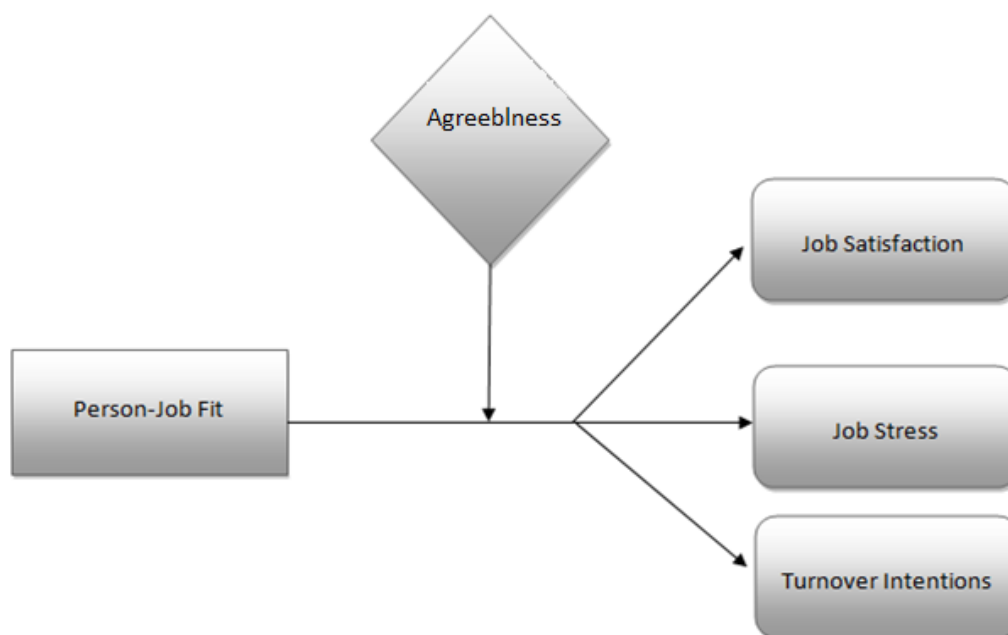 Agreeblness
Job Satisfaction
Person-Job Fit
Job Stress
Turnover Intentions